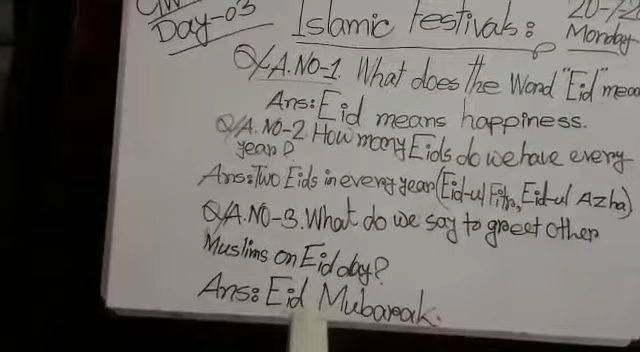 CW
Day-03
Islamic Festivals:
Monday
Q/A.NO-1. What does the Word "Eid" mean
Ans: Eid means happiness.
Q/A.NO-2. How many Eids do we have every
year?
Ans: Two Eids in every year (Eid-ul Fitr, Eid-ul Azha)
Q/A.NO-3. What do we say to greet other
Muslims on Eid day?
Ans: Eid Mubarak.